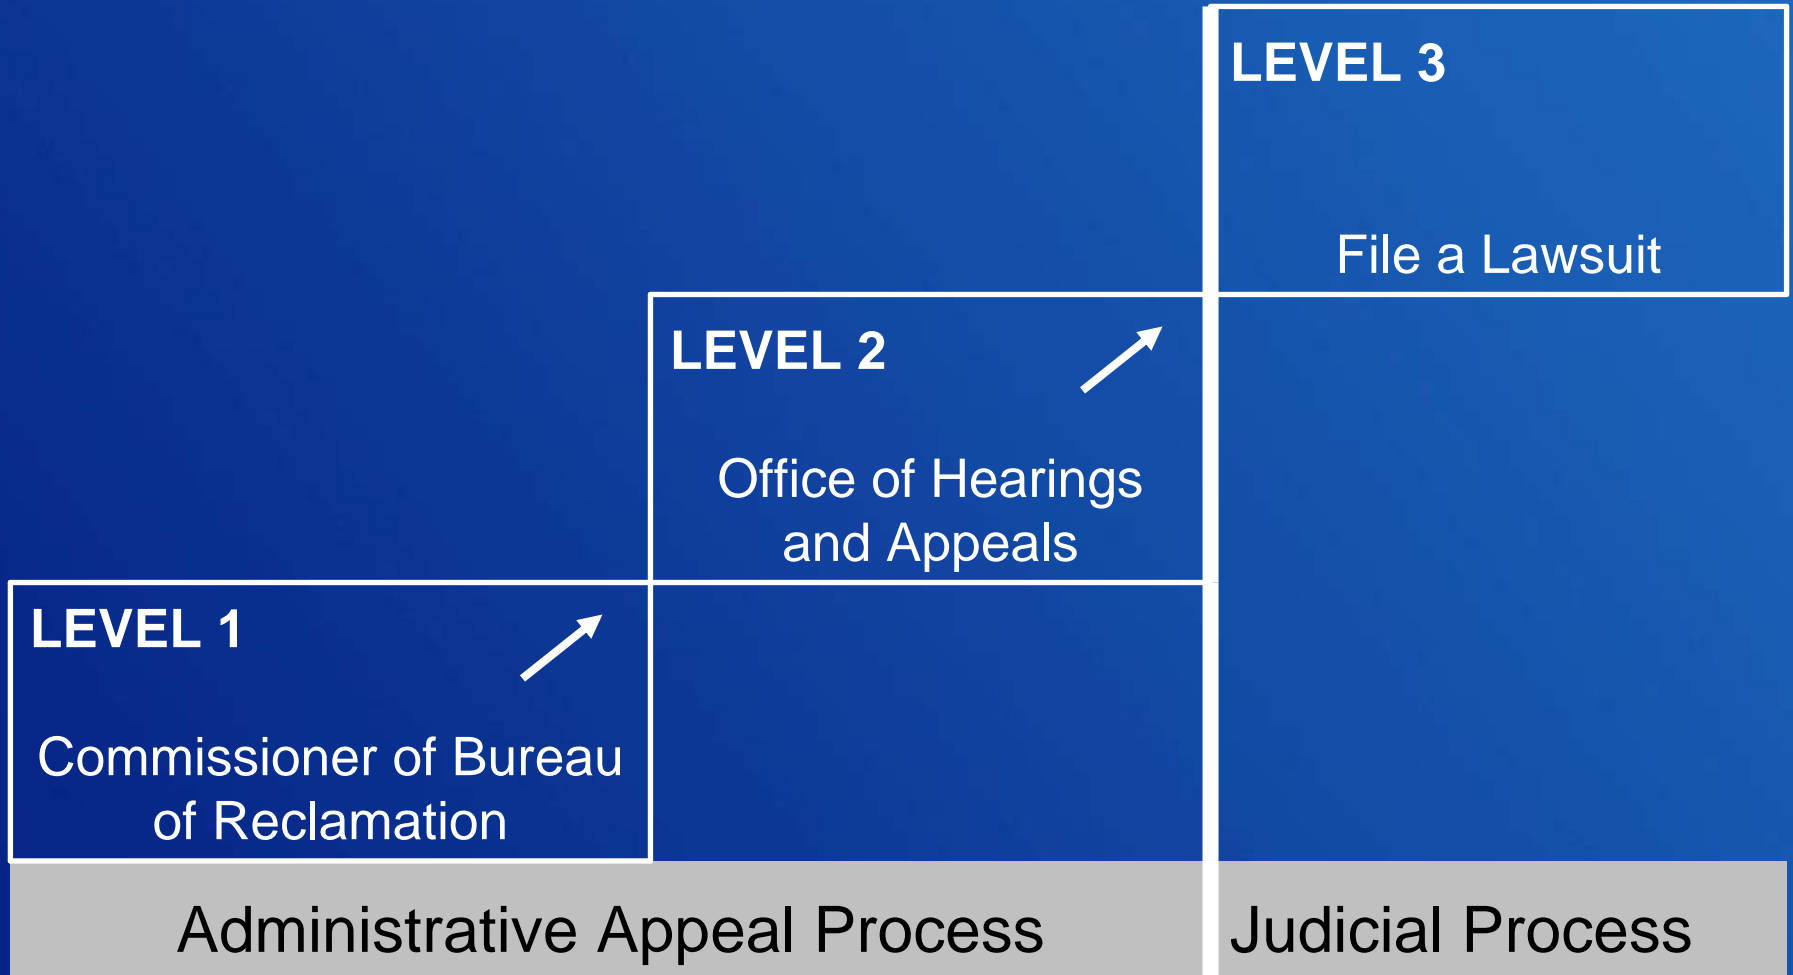 LEVEL 3
File a Lawsuit
LEVEL 2
Office of Hearings
and Appeals
LEVEL 1
Commissioner of Bureau
of Reclamation
Administrative Appeal Process
Judicial Process